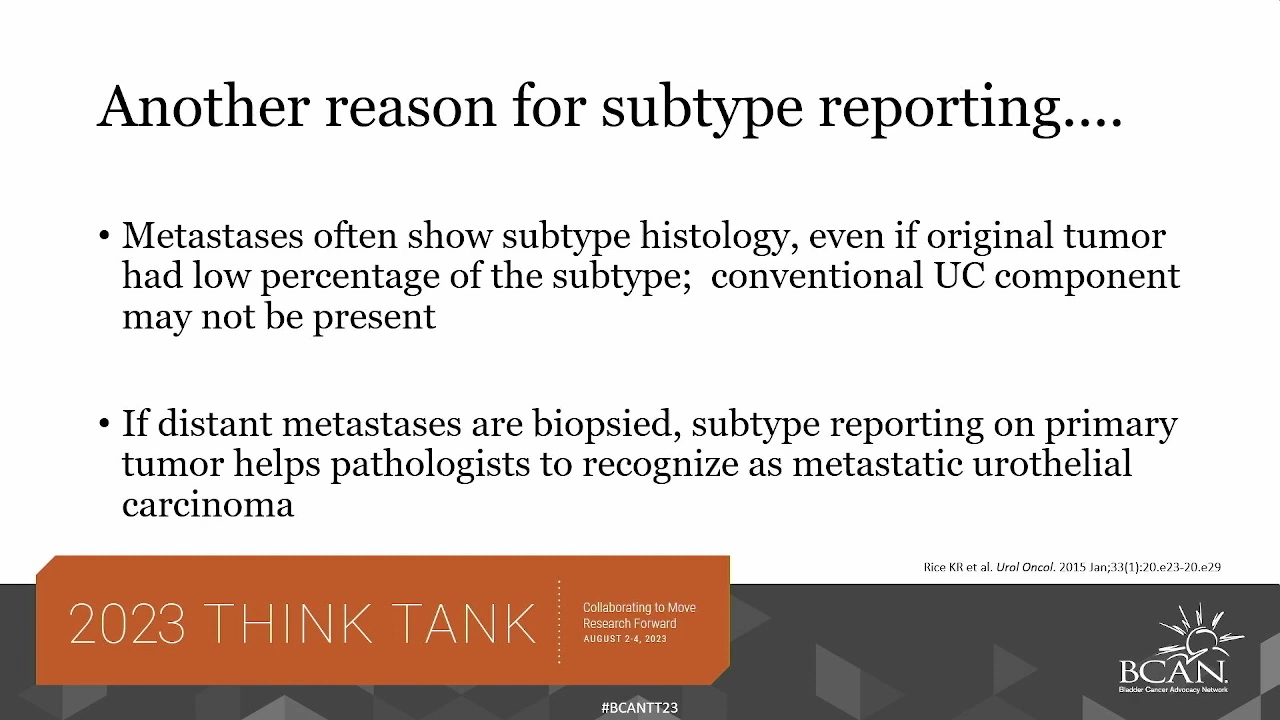 Another reason for subtype reporting....
• Metastases often show subtype histology, even if original tumor
had low percentage of the subtype;  conventional UC component
may not be present
• If distant metastases are biopsied, subtype reporting on primary
tumor helps pathologists to recognize as metastatic urothelial
carcinoma
Rice KR et al. Urol Oncol. 2015 Jan;33(1):20.e23-20.e29
2023 THINK TANK
Collaborating to Move
Research Forward
AUGUST 2-4, 2023
BCAN.
Bladder Cancer Advocacy Network
#BCANTT23